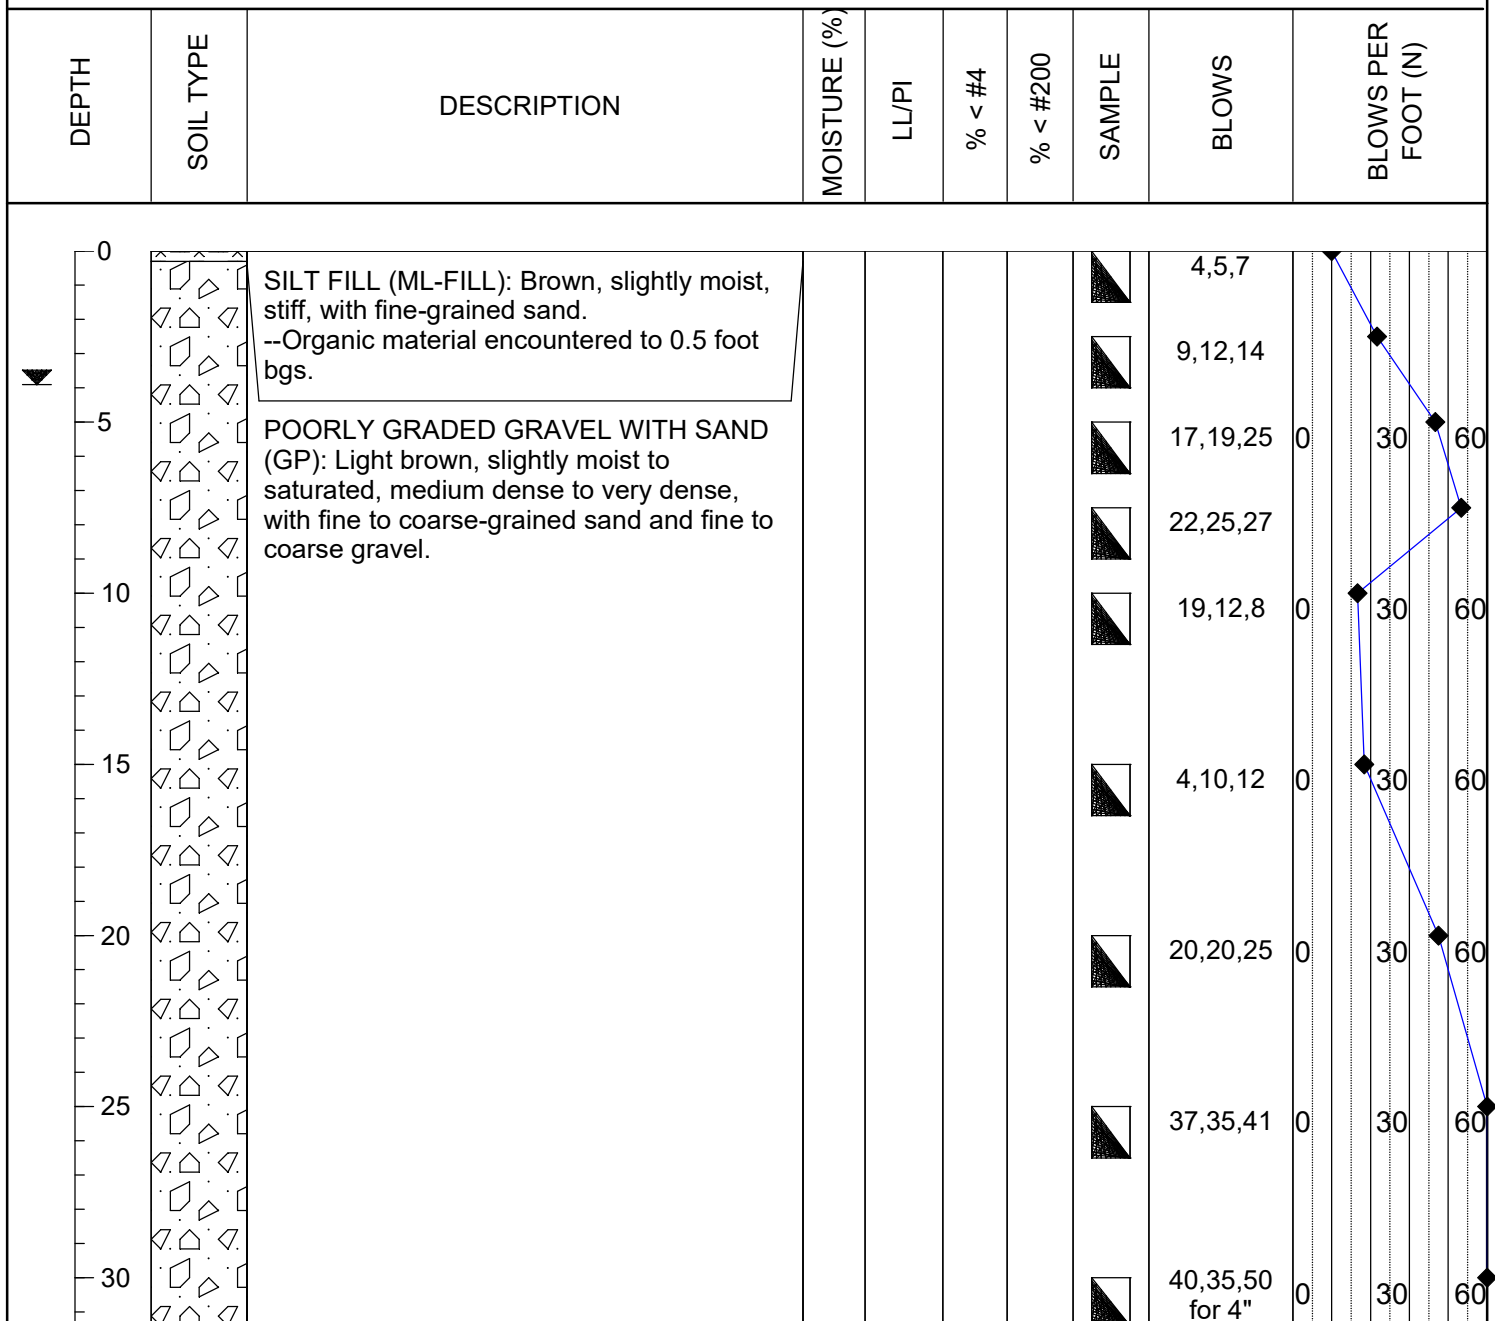 DEPTH
SOIL TYPE
DESCRIPTION
MOISTURE (%)
LL/PI
% < #4
% < #200
SAMPLE
BLOWS
BLOWS PER
FOOT (N)
0
SILT FILL (ML-FILL): Brown, slightly moist,
stiff, with fine-grained sand.
--Organic material encountered to 0.5 foot
bgs.
4,5,7
9,12,14
5
POORLY GRADED GRAVEL WITH SAND
(GP): Light brown, slightly moist to
saturated, medium dense to very dense,
with fine to coarse-grained sand and fine to
coarse gravel.
17,19,25
0 30 60
22,25,27
10
19,12,8
0 30 60
15
4,10,12
0 30 60
20
20,20,25
0 30 60
25
37,35,41
0 30 60
30
40,35,50
for 4"
0 30 60